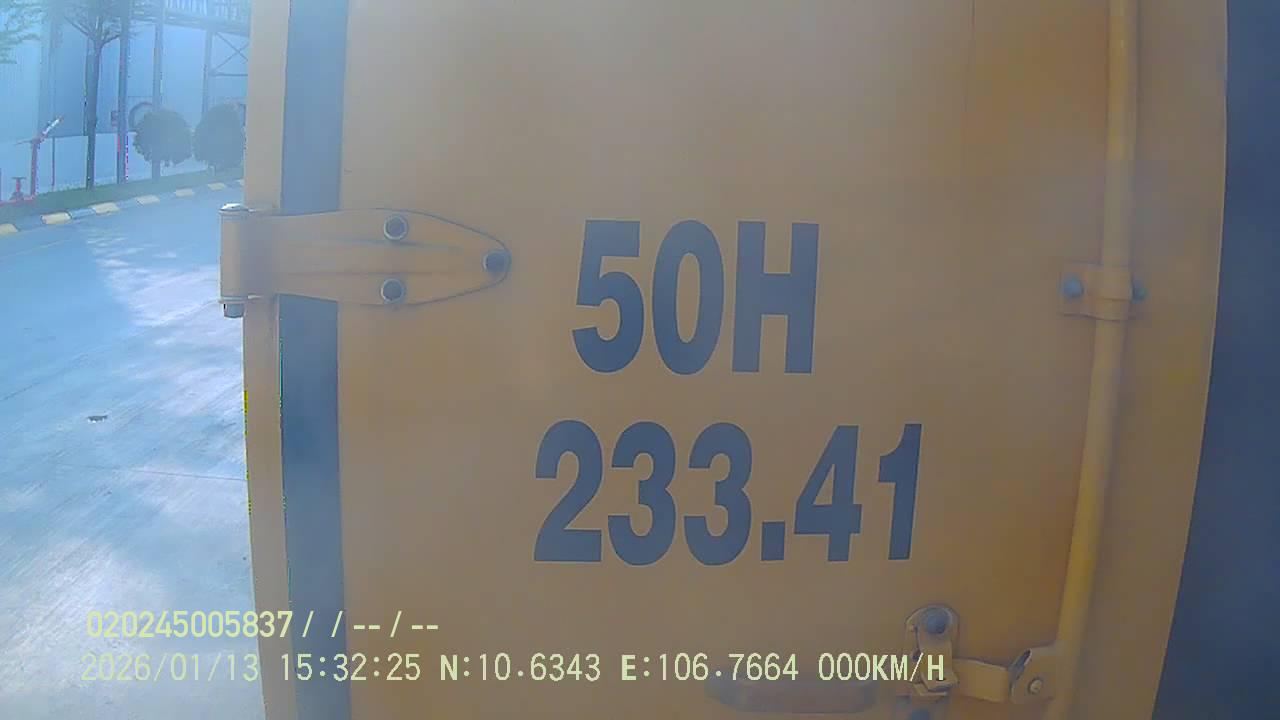 50H
233.41
020245005837/ /--/--
2026/01/13 15:32:25 N:10.6343 E:106.7664 000KM/H